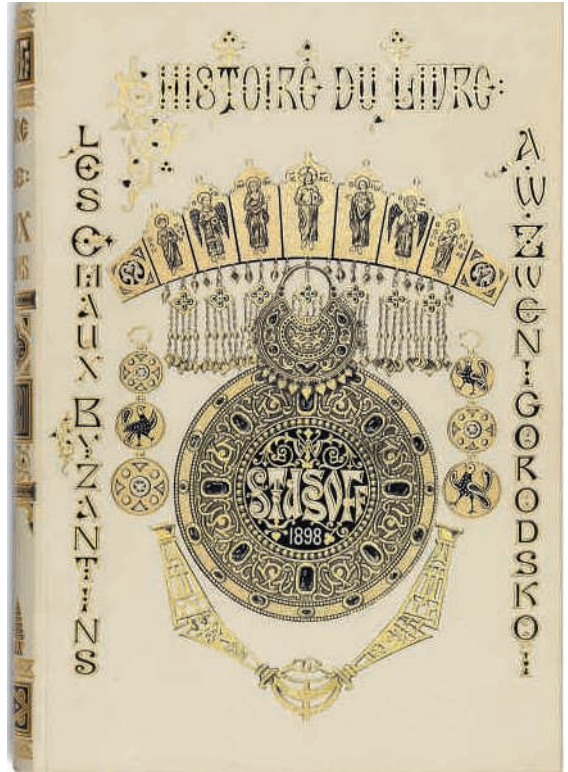 HISTOIRE DU LIVRE:
LES EMAUX BYZANTINS
A.W. ZWENIGORODSKOI
STASOFF
1898